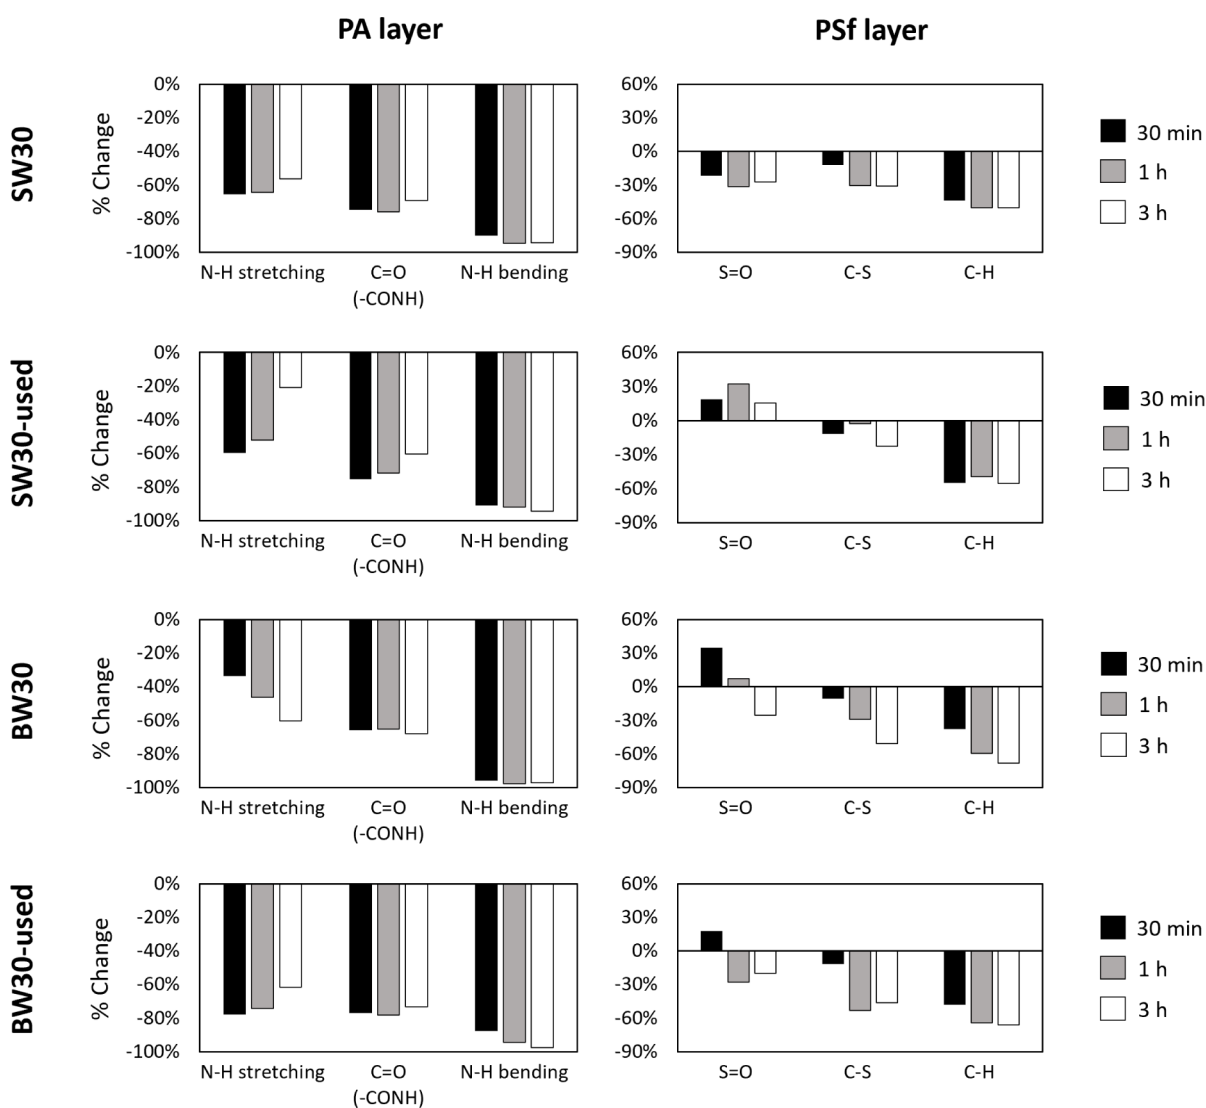 PA layer
PSf layer
SW30
% Change
0%
-20%
-40%
-60%
-80%
-100%
N-H stretching
C=O
(-CONH)
N-H bending
60%
30%
0%
-30%
-60%
-90%
S=O
C-S
C-H
30 min
1 h
3 h
SW30-used
% Change
0%
-20%
-40%
-60%
-80%
-100%
N-H stretching
C=O
(-CONH)
N-H bending
60%
30%
0%
-30%
-60%
-90%
S=O
C-S
C-H
30 min
1 h
3 h
BW30
% Change
0%
-20%
-40%
-60%
-80%
-100%
N-H stretching
C=O
(-CONH)
N-H bending
60%
30%
0%
-30%
-60%
-90%
S=O
C-S
C-H
30 min
1 h
3 h
BW30-used
% Change
0%
-20%
-40%
-60%
-80%
-100%
N-H stretching
C=O
(-CONH)
N-H bending
60%
30%
0%
-30%
-60%
-90%
S=O
C-S
C-H
30 min
1 h
3 h